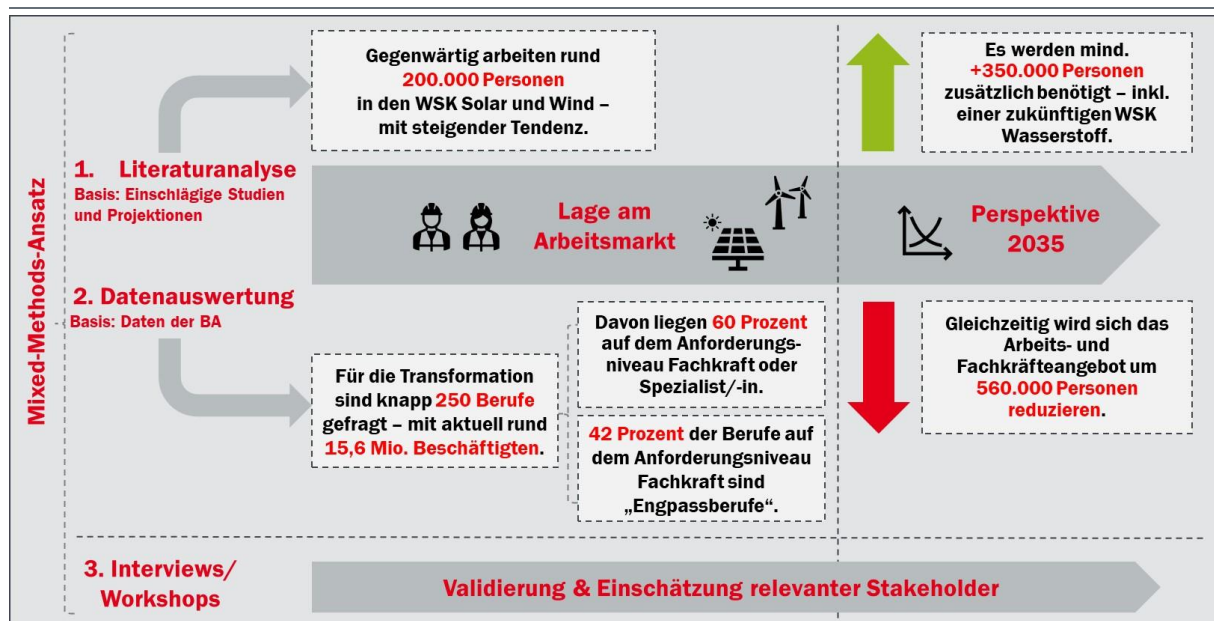 Mixed-Methods-Ansatz
1. Literaturanalyse
Basis: Einschlägige Studien
und Projektionen
Gegenwärtig arbeiten rund
200.000 Personen
in den WSK Solar und Wind –
mit steigender Tendenz.
Es werden mind.
+350.000 Personen
zusätzlich benötigt – inkl.
einer zukünftigen WSK
Wasserstoff.
Lage am
Arbeitsmarkt
Perspektive
2035
2. Datenauswertung
Basis: Daten der BA
Für die Transformation
sind knapp 250 Berufe
gefragt – mit aktuell rund
15,6 Mio. Beschäftigten.
Davon liegen 60 Prozent
auf dem Anforderungs-
niveau Fachkraft oder
Spezialist/-in.
42 Prozent der Berufe auf
dem Anforderungsniveau
Fachkraft sind
„Engpassberufe“.
Gleichzeitig wird sich das
Arbeits- und
Fachkräfteangebot um
560.000 Personen
reduzieren.
3. Interviews/
Workshops
Validierung & Einschätzung relevanter Stakeholder